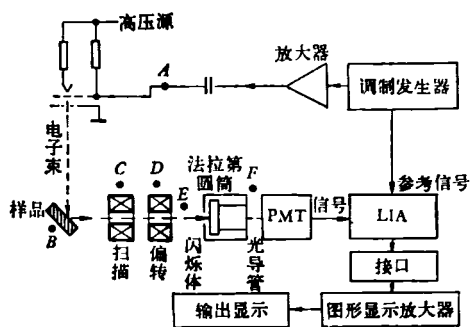 高压源
A
放大器
调制发生器
电子束
C
D
E
法拉第
圆筒
F
参考信号
样品
B
PMT
信号
LIA
扫描
偏转
闪烁体
光导管
接口
输出显示
图形显示放大器